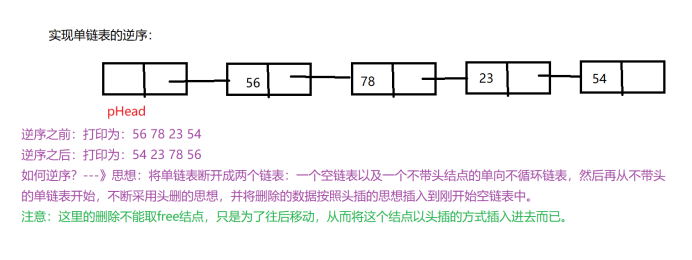 实现单链表的逆序：
56 78 23 54
pHead
逆序之前：打印为：56 78 23 54
逆序之后：打印为：54 23 78 56
如何逆序？---》思想：将单链表断开成两个链表：一个空链表以及一个不带头结点的单向不循环链表，然后再从不带头
的单链表开始，不断采用头删的思想，并将删除的数据按照头插的思想插入到刚开始空链表中。
注意：这里的删除不能取free结点，只是为了往后移动，从而将这个结点以头插的方式插入进去而已。